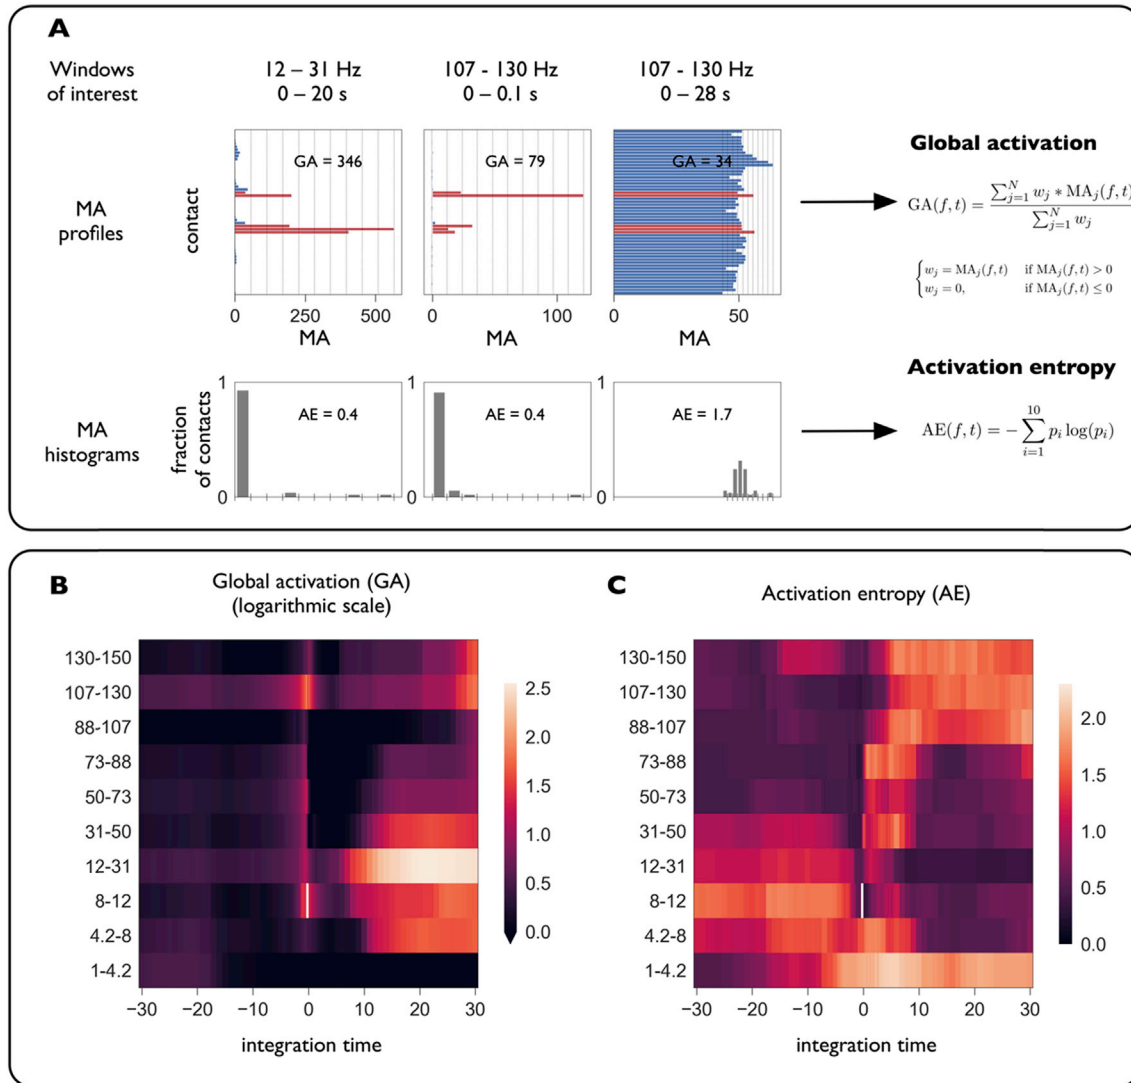 A
Windows
of interest
12 – 31 Hz
0 – 20 s
107 - 130 Hz
0 – 0.1 s
107 - 130 Hz
0 – 28 s
MA
profiles
contact
GA = 346
GA = 79
GA = 34
0 250 500
0 100
50
MA
MA
MA
Global activation
GA(f, t) = \frac{\sum_{j=1}^{N} w_j * MA_j(f, t)}{\sum_{j=1}^{N} w_j}
{ w_j = MA_j(f, t) if MA_j(f, t) > 0
w_j = 0, if MA_j(f, t) ≤ 0
MA
histograms
fraction
of contacts
1
0
AE = 0.4
1
0
AE = 0.4
1
0
AE = 1.7
Activation entropy
AE(f, t) = − \sum_{i=1}^{10} p_i log(p_i)
B
Global activation (GA)
(logarithmic scale)
130-150
107-130
88-107
73-88
50-73
31-50
12-31
8-12
4.2-8
1-4.2
−30 −20 −10 0 10 20 30
integration time
2.5
2.0
1.5
1.0
0.5
0.0
C
Activation entropy (AE)
130-150
107-130
88-107
73-88
50-73
31-50
12-31
8-12
4.2-8
1-4.2
−30 −20 −10 0 10 20 30
integration time
2.0
1.5
1.0
0.5
0.0